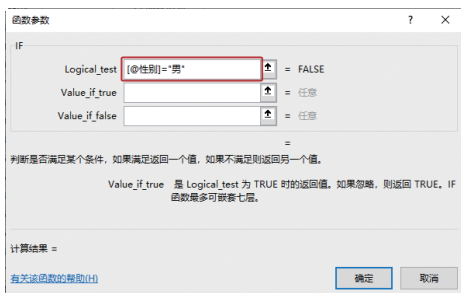 函数参数 ? ×
IF
Logical_test [@性别]="男" = FALSE
Value_if_true = 任意
Value_if_false = 任意
=
判断是否满足某个条件，如果满足返回一个值，如果不满足则返回另一个值。
Value_if_true 是 Logical_test 为 TRUE 时的返回值。如果忽略，则返回 TRUE。IF
函数最多可嵌套七层。
计算结果 =
有关该函数的帮助(H) 确定 取消